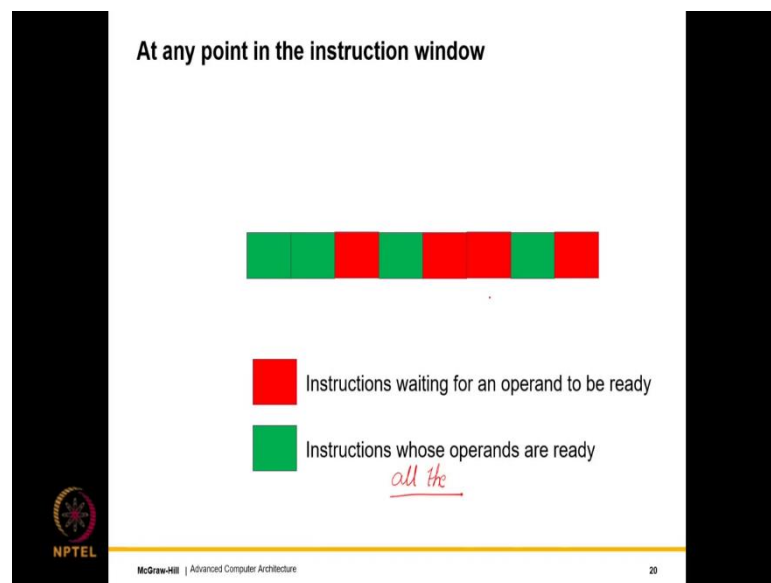 At any point in the instruction window
Instructions waiting for an operand to be ready
Instructions whose operands are ready
all the
NPTEL
McGraw-Hill | Advanced Computer Architecture
20